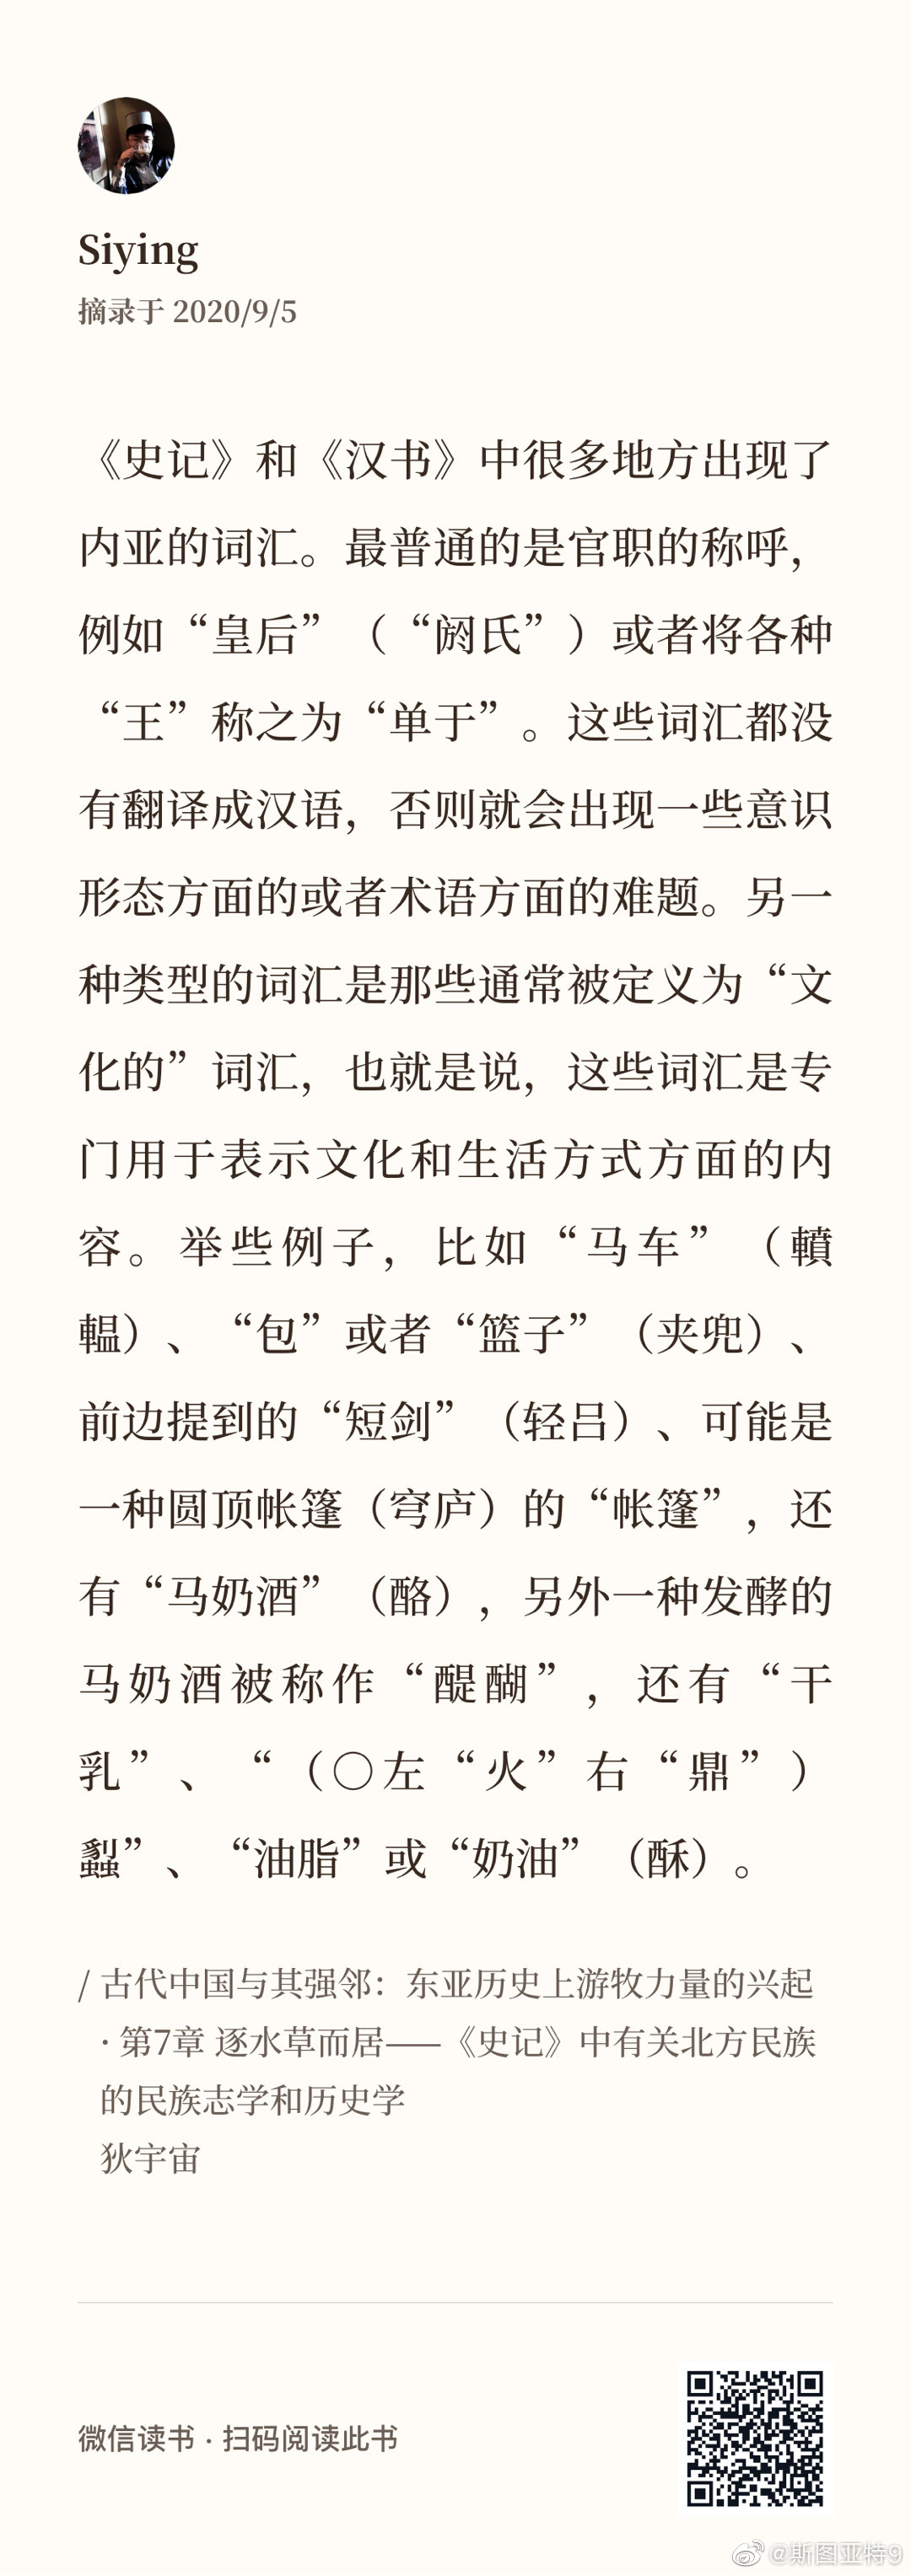 Siying
摘录于 2020/9/5
《史记》和《汉书》中很多地方出现了
内亚的词汇。最普通的是官职的称呼，
例如“皇后”（“阏氏”）或者将各种
“王”称之为“单于”。这些词汇都没
有翻译成汉语，否则就会出现一些意识
形态方面的或者术语方面的难题。另一
种类型的词汇是那些通常被定义为“文
化的”词汇，也就是说，这些词汇是专
门用于表示文化和生活方式方面的内
容。举些例子，比如“马车”（轒
輼）、“包”或者“篮子”（夹兜）、
前边提到的“短剑”（轻吕）、可能是
一种圆顶帐篷（穹庐）的“帐篷”，还
有“马奶酒”（酪），另外一种发酵的
马奶酒被称作“醍醐”，还有“干
乳”、“（〇左“火”右“鼎”）
蠫”、“油脂”或“奶油”（酥）。
/ 古代中国与其强邻：东亚历史上游牧力量的兴起
· 第7章 逐水草而居——《史记》中有关北方民族
的民族志学和历史学
狄宇宙
微信读书 · 扫码阅读此书
@斯图亚特9